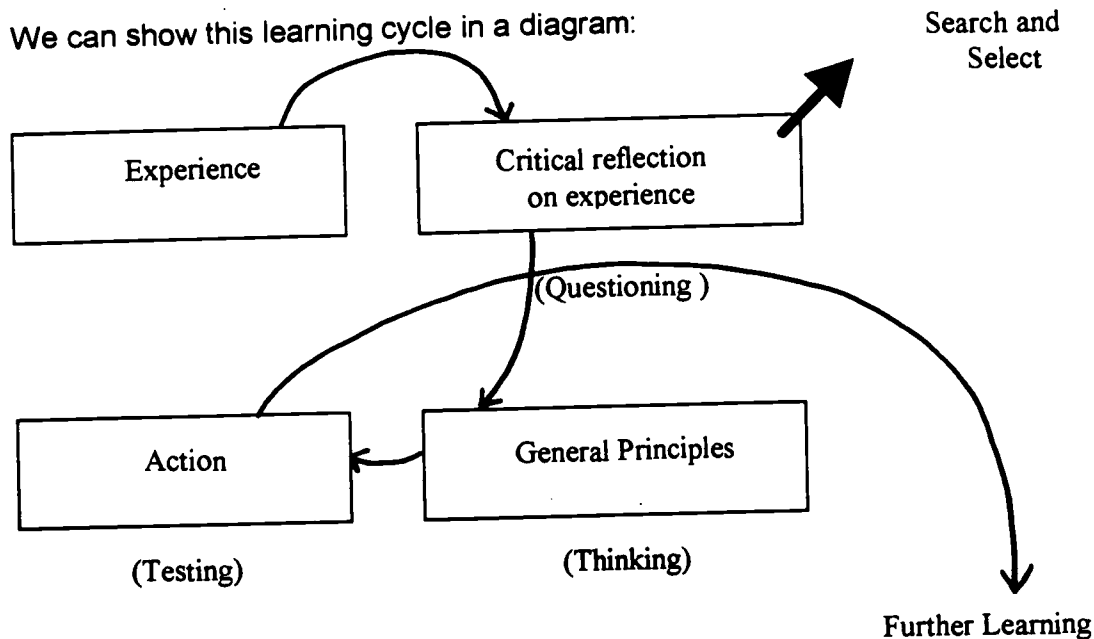 We can show this learning cycle in a diagram:
Search and
Select
Experience
Critical reflection
on experience
(Questioning )
Action
General Principles
(Testing)
(Thinking)
Further Learning